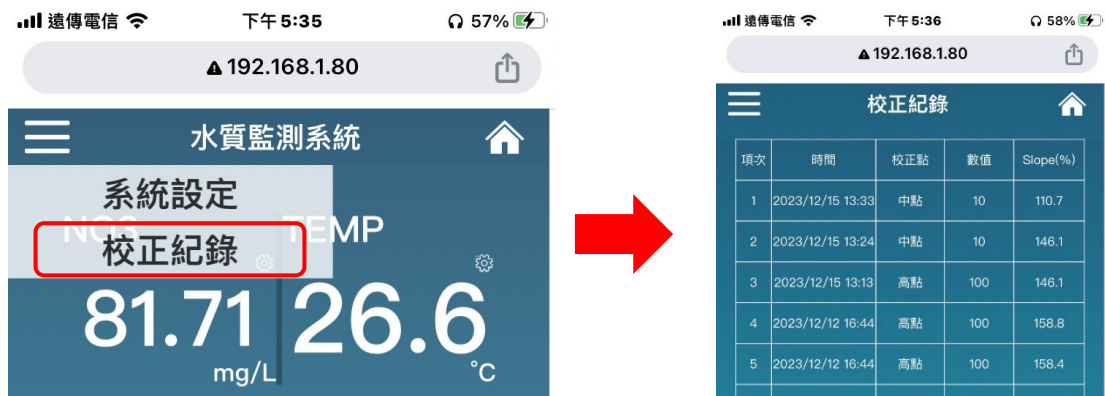 遠傳電信 下午5:35 57%
192.168.1.80
水質監測系統
系統設定
校正紀錄
NO3 TEMP
81.71 26.6
mg/L °C
遠傳電信 下午5:36 58%
192.168.1.80
校正紀錄
項次 時間 校正點 數值 Slope(%)
1 2023/12/15 13:33 中點 10 110.7
2 2023/12/15 13:24 中點 10 146.1
3 2023/12/15 13:13 高點 100 146.1
4 2023/12/12 16:44 高點 100 158.8
5 2023/12/12 16:44 高點 100 158.4